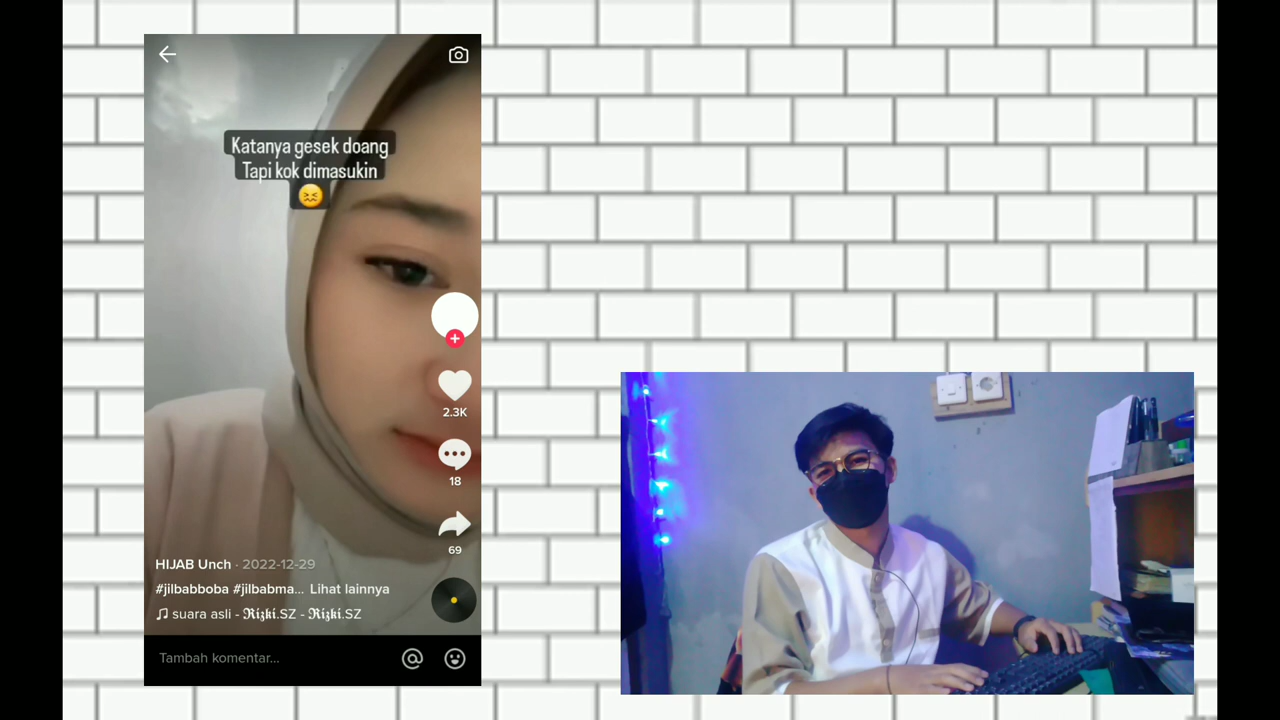 Katanya gesek doang
Tapi kok dimasukin
😖
2.3K
18
69
HIJAB Unch · 2022-12-29
#jilbabboba #jilbabma... Lihat lainnya
suara asli - 𝕽𝖎𝖟𝖐𝖎.SZ - 𝕽𝖎𝖟𝖐𝖎.SZ
Tambah komentar...